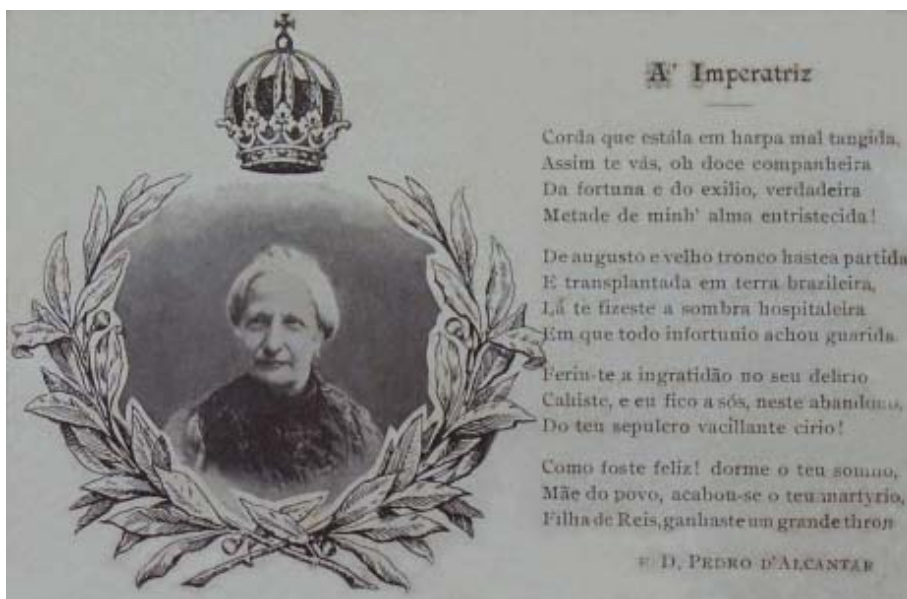 A' Imperatriz
Corda que estála em harpa mal tangida,
Assim te vás, oh doce companheira
Da fortuna e do exilio, verdadeira
Metade de minh' alma entristecida!
De augusto e velho tronco hastea partida
E transplantada em terra brazileira,
Lá te fizeste a sombra hospitaleira
Em que todo infortunio achou guarida.
Feriu-te a ingratidão no seu delirio
Cahiste, e eu fico a sós, neste abandono,
Do teu sepulcro vacillante cirio!
Como foste feliz! dorme o teu somno,
Mãe do povo, acabou-se o teu martyrio,
Filha de Reis, ganhaste um grande thron
D. PEDRO D'ALCANTAR